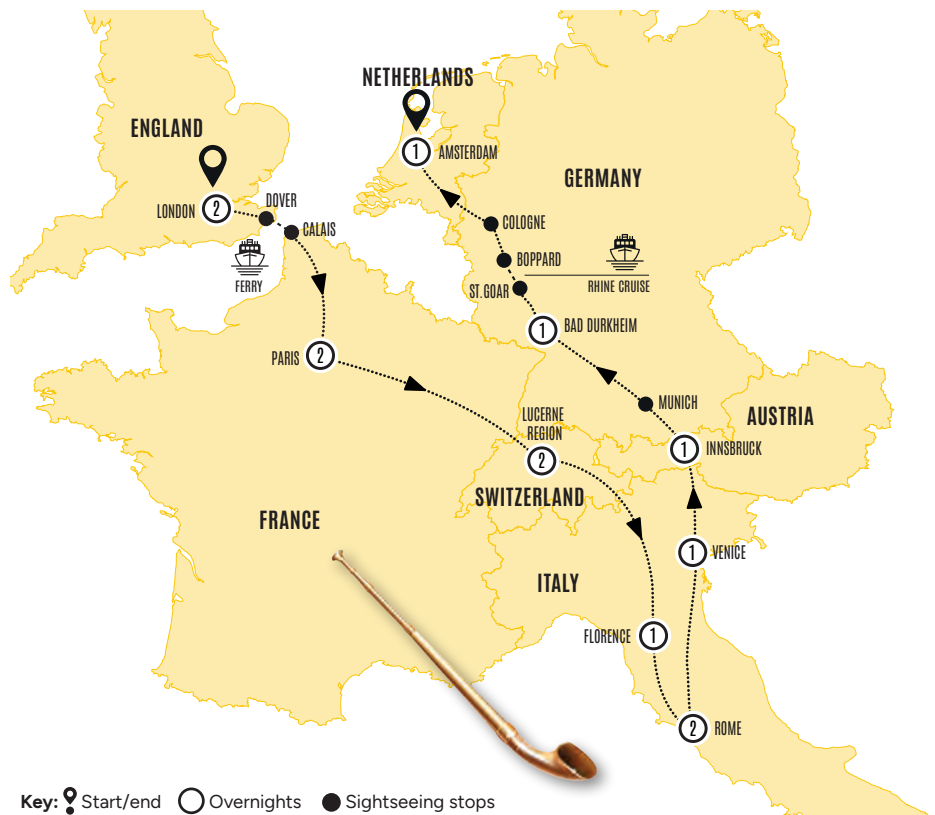 NETHERLANDS
ENGLAND
1
AMSTERDAM
GERMANY
LONDON
2
DOVER
CALAIS
COLOGNE
FERRY
BOPPARD
ST.GOAR
RHINE CRUISE
1
BAD DURKHEIM
PARIS
2
MUNICH
LUCERNE
REGION
AUSTRIA
1
INNSBRUCK
2
SWITZERLAND
FRANCE
1
VENICE
ITALY
FLORENCE
1
2
ROME
Key: Start/end Overnights Sightseeing stops